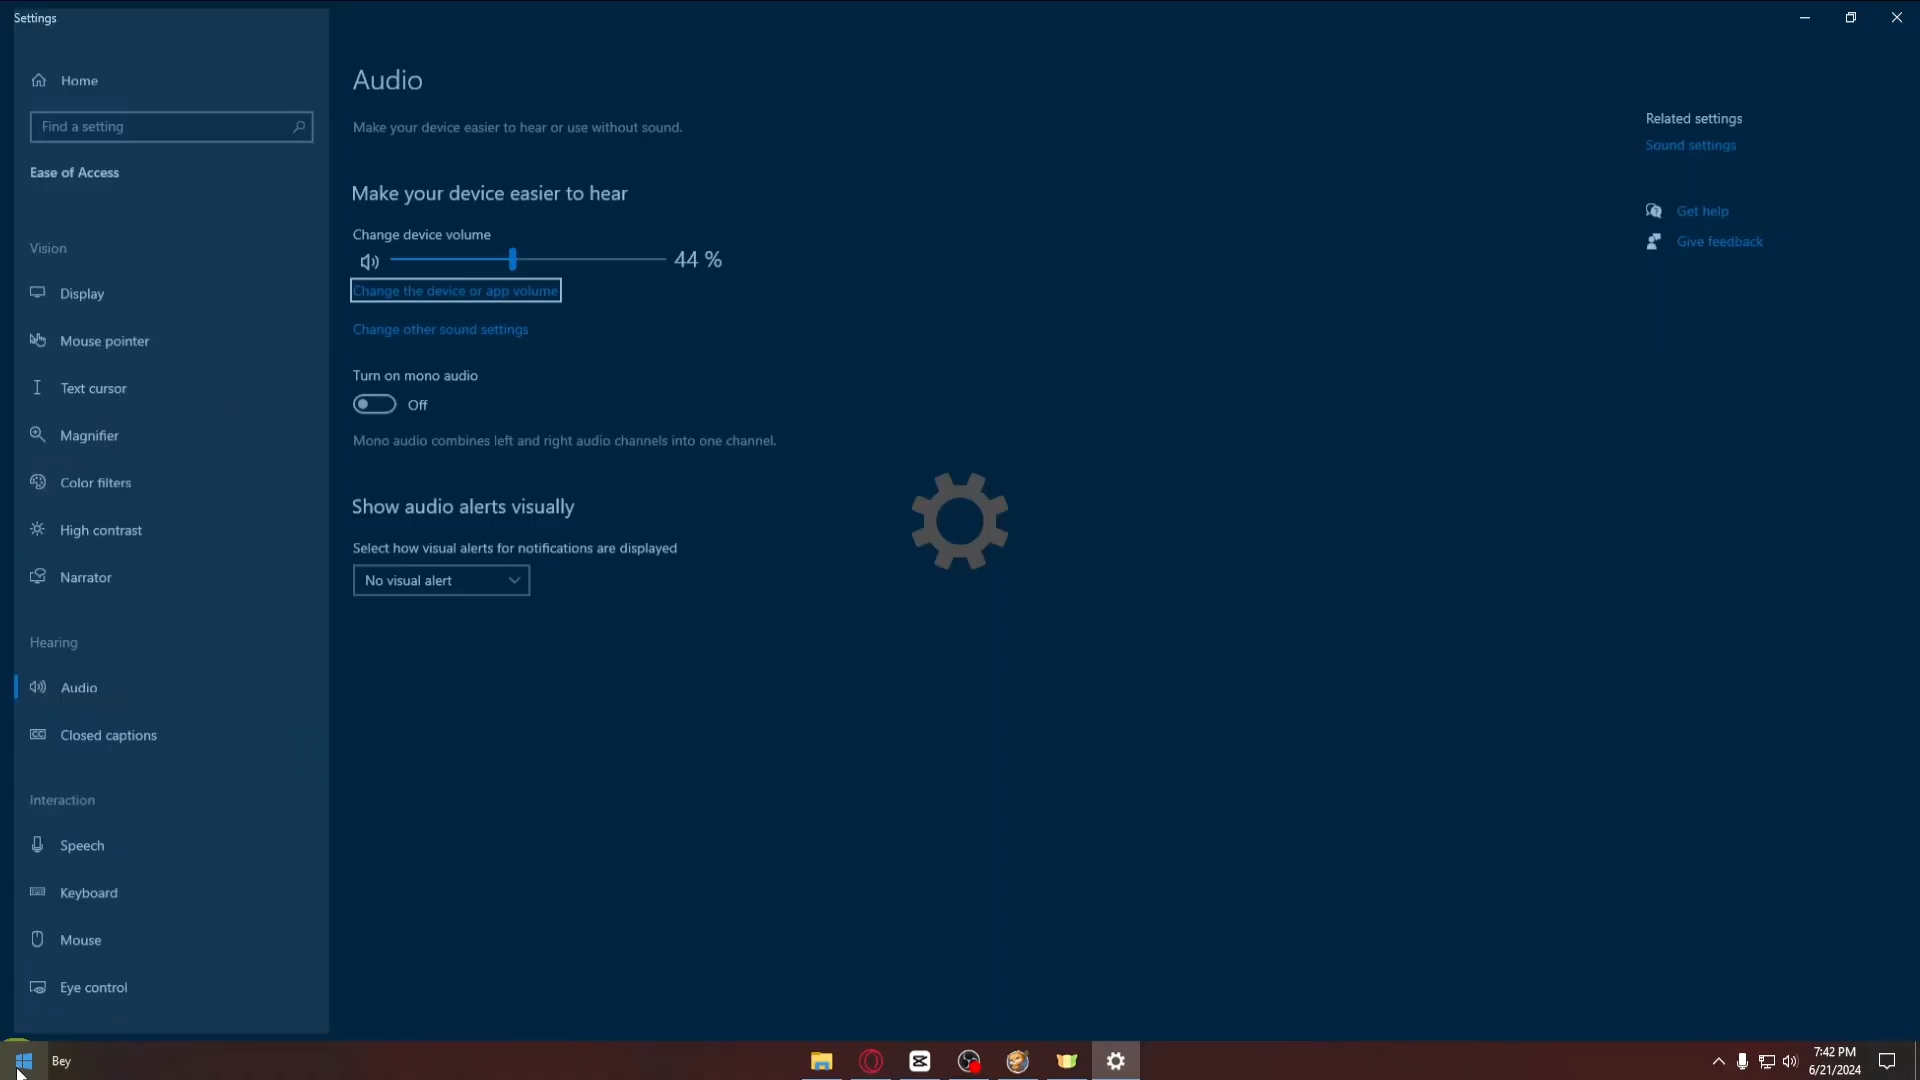 Settings
Home
Find a setting
Ease of Access
Vision
Display
Mouse pointer
Text cursor
Magnifier
Color filters
High contrast
Narrator
Hearing
Audio
Closed captions
Interaction
Speech
Keyboard
Mouse
Eye control
Audio
Make your device easier to hear or use without sound.
Make your device easier to hear
Change device volume
44 %
Change the device or app volume
Change other sound settings
Turn on mono audio
Off
Mono audio combines left and right audio channels into one channel.
Show audio alerts visually
Select how visual alerts for notifications are displayed
No visual alert
Related settings
Sound settings
Get help
Give feedback
Bey
7:42 PM
6/21/2024